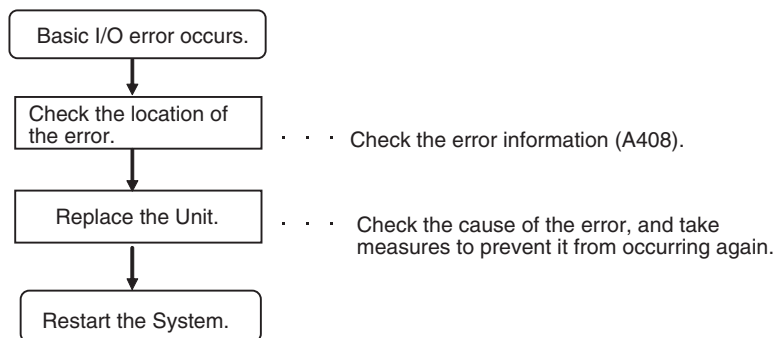 Basic I/O error occurs.
Check the location of
the error.
· · · Check the error information (A408).
Replace the Unit.
· · · Check the cause of the error, and take
measures to prevent it from occurring again.
Restart the System.